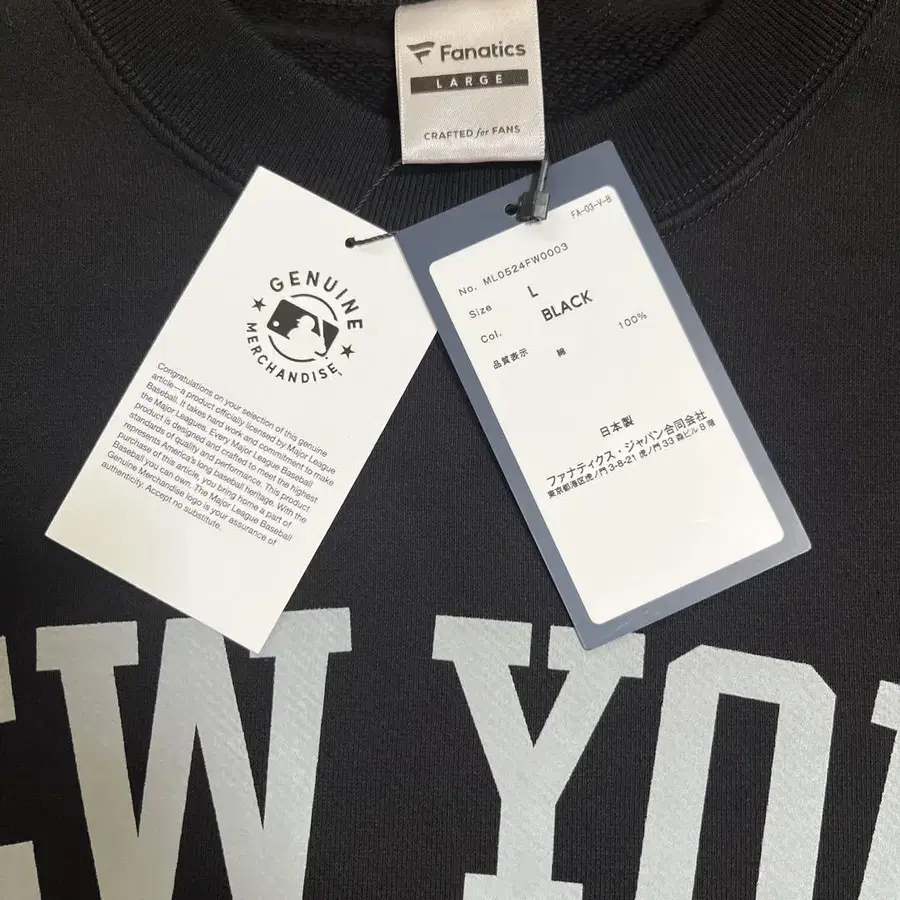 Fanatics
LARGE
CRAFTED for FANS
GENUINE
MERCHANDISE
Congratulations on your selection of this genuine
article—a product officially licensed by Major League
Baseball. It takes hard work and commitment to make
the Major Leagues. Every Major League Baseball
product is designed and crafted to meet the highest
standards of quality and performance. This product
represents America's long baseball heritage. With the
purchase of this article, you bring home a part of
Baseball you can own. The Major League Baseball
Genuine Merchandise logo is your assurance of
authenticity. Accept no substitute.
FA-03-Y-B
No. ML0524FW0003
Size L
Col. BLACK
品質表示 綿 100%
日本製
ファナティクス・ジャパン合同会社
東京都港区虎ノ門 3-8-21 虎ノ門 33 森ビル 8 階
EW YO